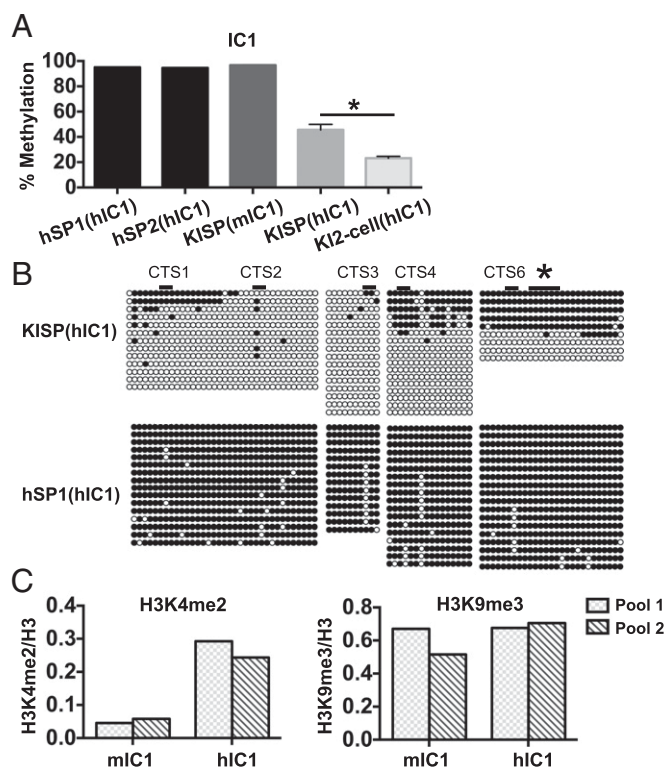 A
IC1
% Methylation
100
80
60
40
20
0
*
hSP1(hIC1)
hSP2(hIC1)
KISP(mIC1)
KISP(hIC1)
KI2-cell(hIC1)
B
CTS1 CTS2 CTS3 CTS4 CTS6 *
KISP(hIC1)
hSP1(hIC1)
C
H3K4me2
H3K4me2/H3
0.4
0.3
0.2
0.1
0.0
mIC1 hIC1
H3K9me3
H3K9me3/H3
0.8
0.6
0.4
0.2
0.0
mIC1 hIC1
Pool 1
Pool 2